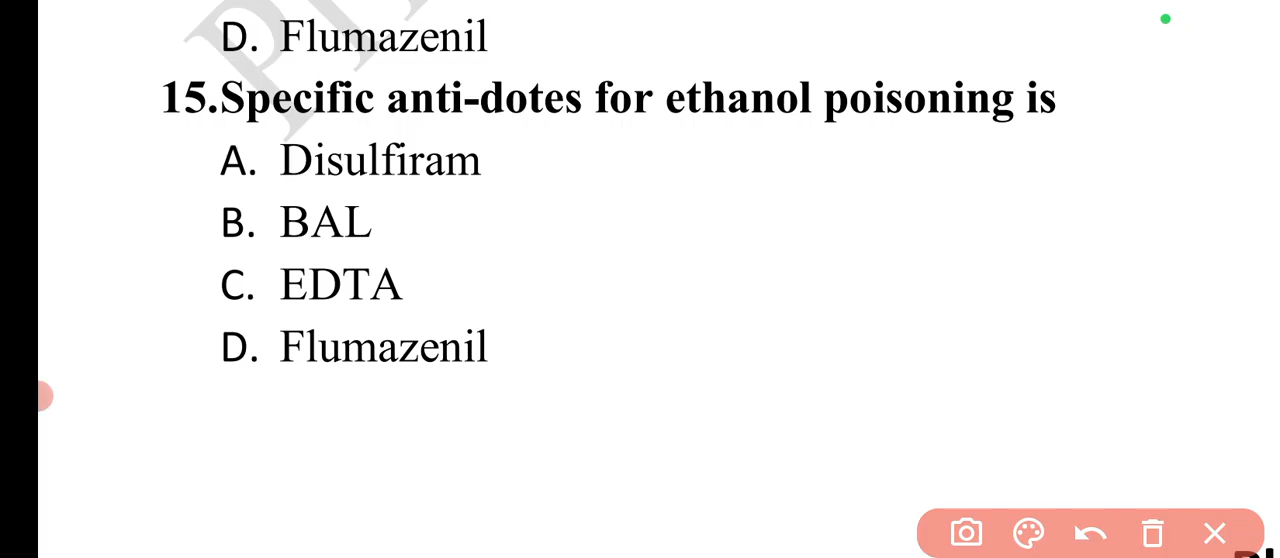 D. Flumazenil
15.Specific anti-dotes for ethanol poisoning is
A. Disulfiram
B. BAL
C. EDTA
D. Flumazenil